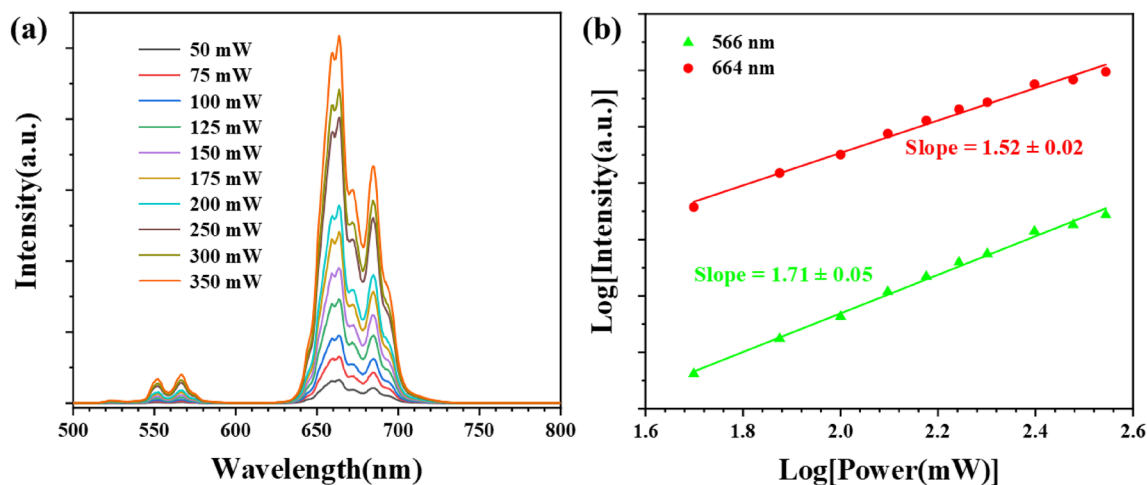 (a)
50 mW
75 mW
100 mW
125 mW
150 mW
175 mW
200 mW
250 mW
300 mW
350 mW
Intensity(a.u.)
500 550 600 650 700 750 800
Wavelength(nm)
(b)
566 nm
664 nm
Slope = 1.52 ± 0.02
Slope = 1.71 ± 0.05
Log[Intensity(a.u.)]
1.6 1.8 2.0 2.2 2.4 2.6
Log[Power(mW)]